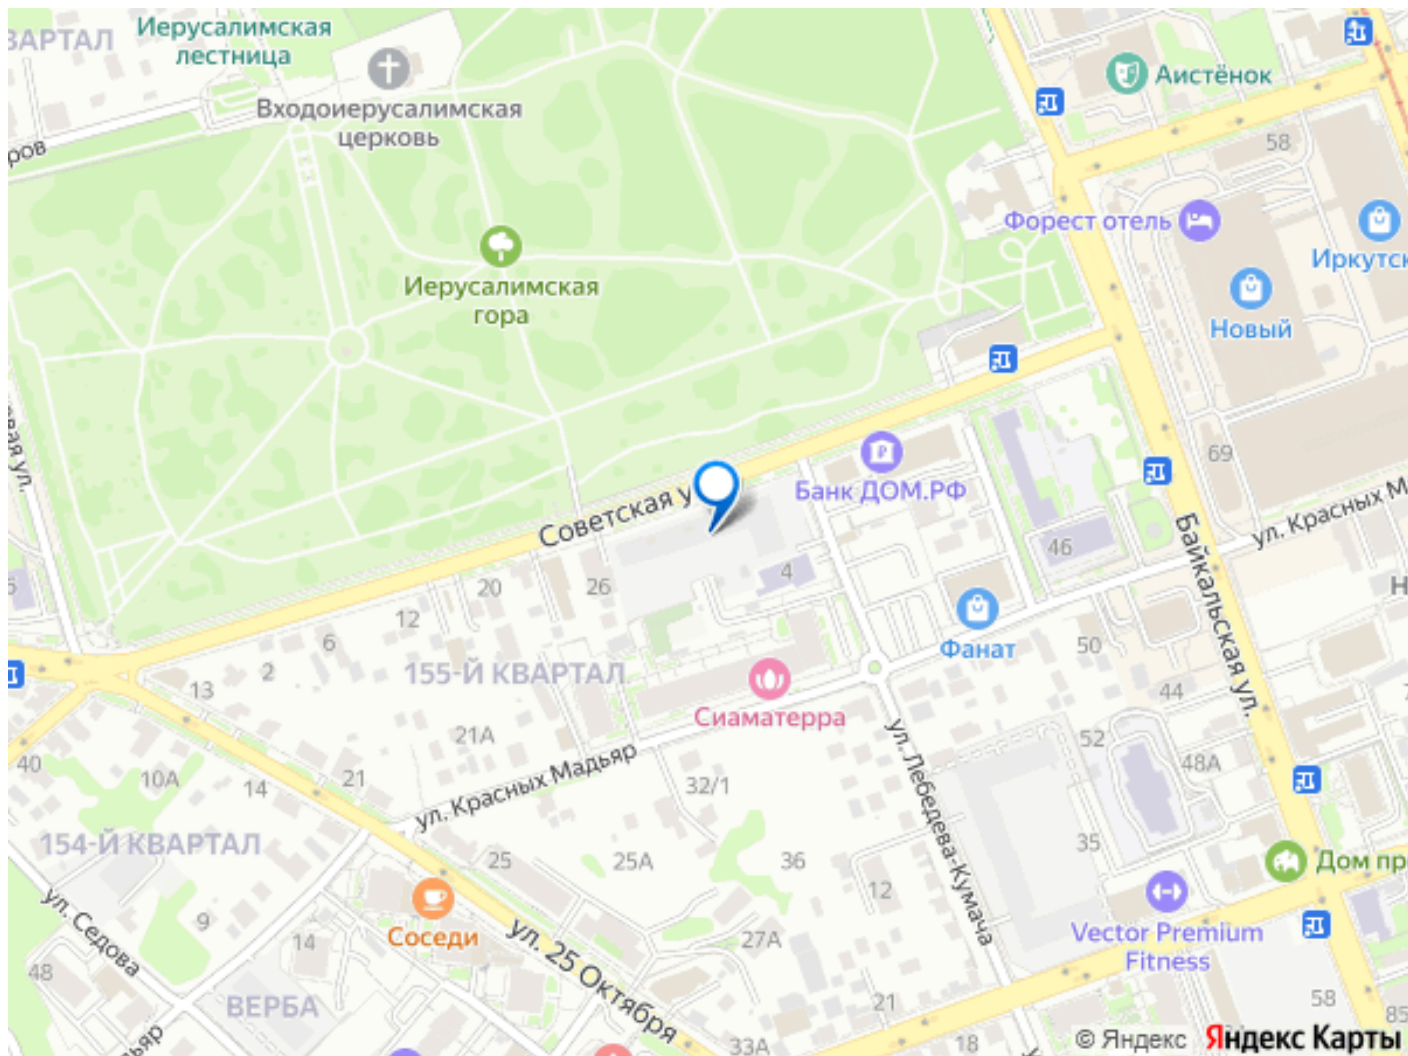 ВАРТАЛ
Иерусалимская
лестница
Входоиерусалимская
церковь
ров
Аистёнок
58
Форест отель
Иркутск
Новый
Иерусалимская
гора
вая ул.
69
Банк ДОМ.РФ
Советская у
ул. Красных М
Байкальская ул.
46
4
26
20
12
6
2
13
Фанат
50
Н
155-Й КВАРТАЛ
44
Сиаматерра
21А
52
48А
ул. Красных Мадьяр
ул. Лебедева-Кумача
32/1
40
10А
14
21
154-Й КВАРТАЛ
35
25
25А
36
12
Дом пр
ул. Седова
9
14
Соседи
ул. 25 Октября
27А
Vector Premium
Fitness
48
ВЕРБА
21
58
85
ьяр
33А
18
© Яндекс Яндекс Карты